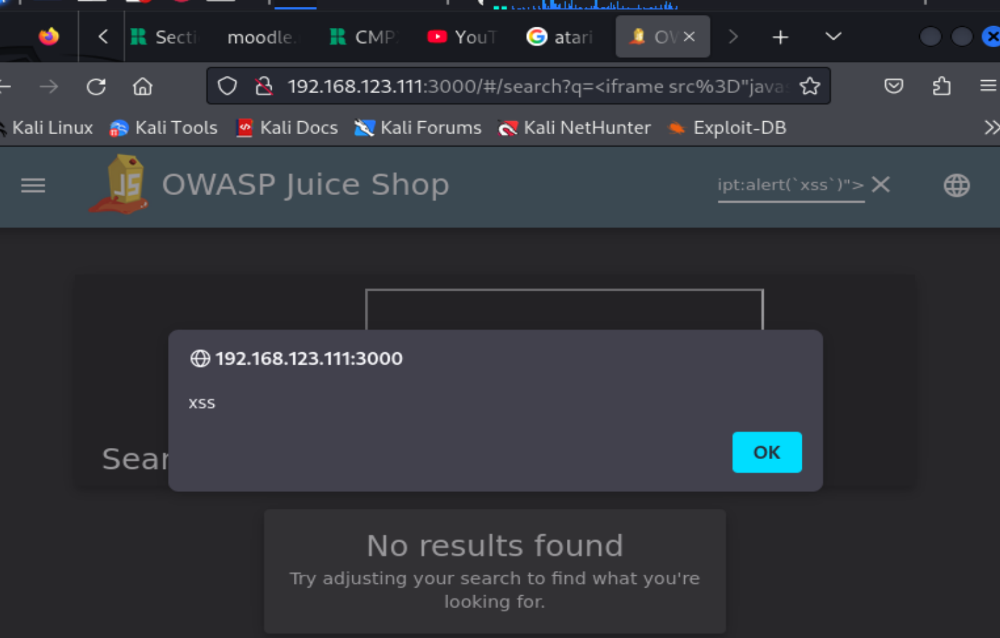 Secti moodle. CMP YouT atari OV
192.168.123.111:3000/#/search?q=<iframe src%3D"javas
Kali Linux Kali Tools Kali Docs Kali Forums Kali NetHunter Exploit-DB
JS OWASP Juice Shop ipt:alert(`xss`)">
192.168.123.111:3000
xss
OK
Sear
No results found
Try adjusting your search to find what you're
looking for.